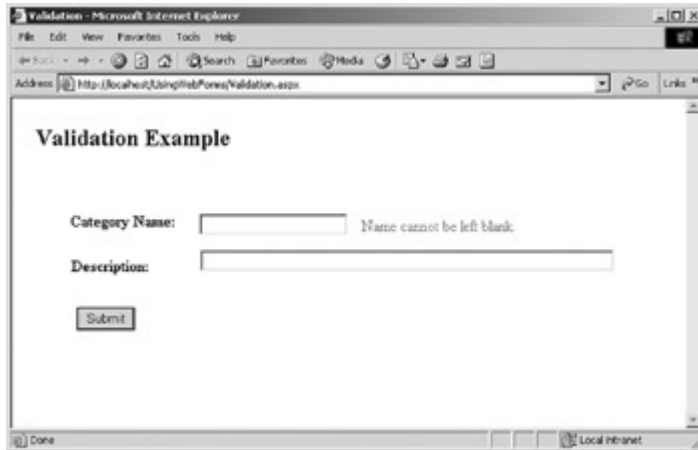 Validation - Microsoft Internet Explorer
File Edit View Favorites Tools Help
Back Search Favorites Media
Address http://localhost/UsingWebForms/Validation.aspx Go Links »
Validation Example
Category Name: Name cannot be left blank
Description:
Submit
Done Local intranet